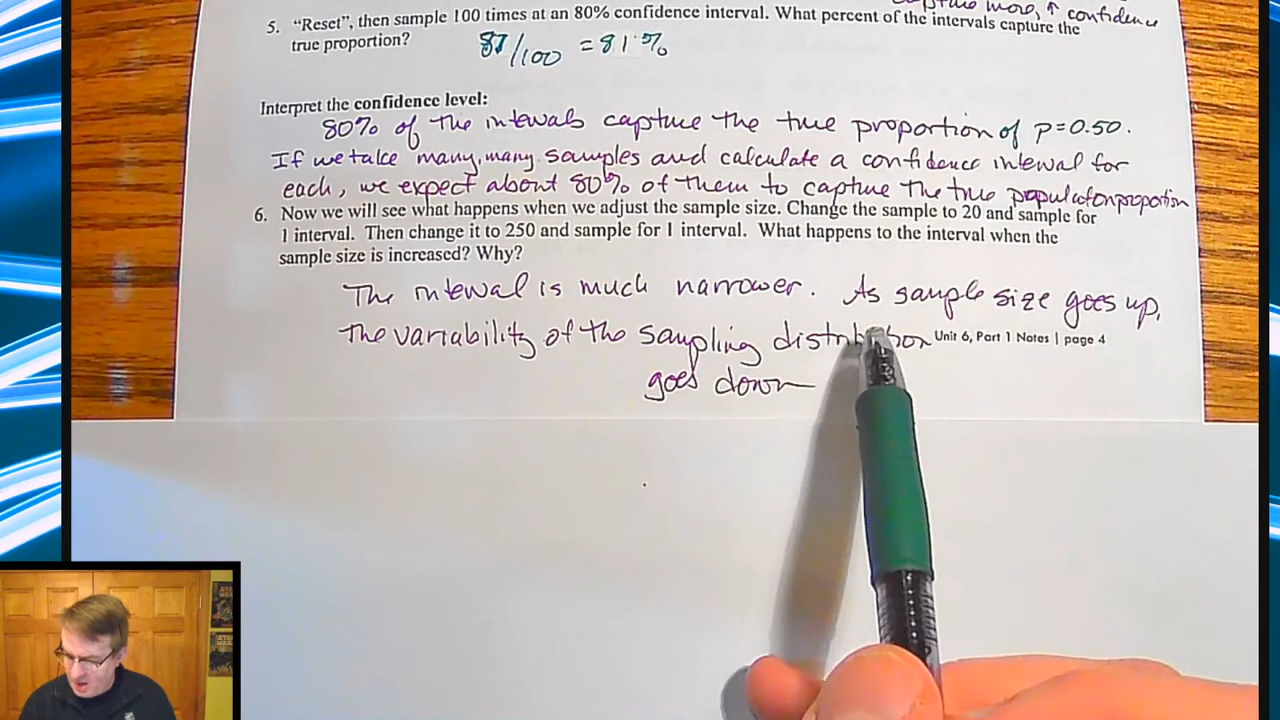 capture more, ↑ confidence
5. "Reset", then sample 100 times at an 80% confidence interval. What percent of the intervals capture the
true proportion?
81/100 = 81%
Interpret the confidence level:
80% of the intervals capture the true proportion of p=0.50.
If we take many, many samples and calculate a confidence interval for
each, we expect about 80% of them to capture the true population proportion
6. Now we will see what happens when we adjust the sample size. Change the sample to 20 and sample for
1 interval. Then change it to 250 and sample for 1 interval. What happens to the interval when the
sample size is increased? Why?
The interval is much narrower. As sample size goes up,
the variability of the sampling distribution
Unit 6, Part 1 Notes | page 4
goes down
STAR WARS
STAR WARS